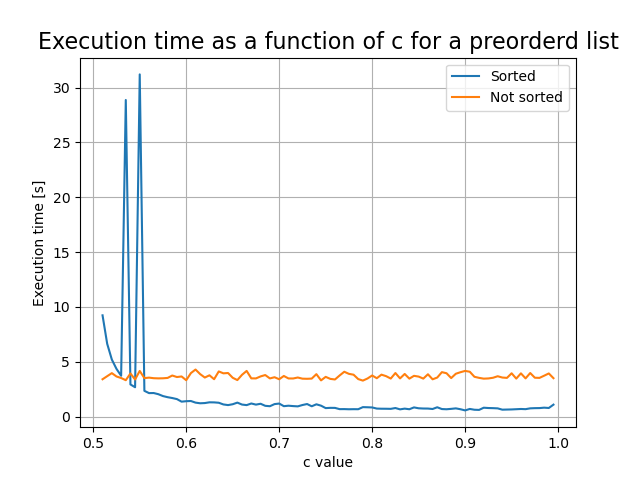 Execution time as a function of c for a preorderd list
Sorted
Not sorted
30
25
20
15
10
5
0
Execution time [s]
0.5 0.6 0.7 0.8 0.9 1.0
c value